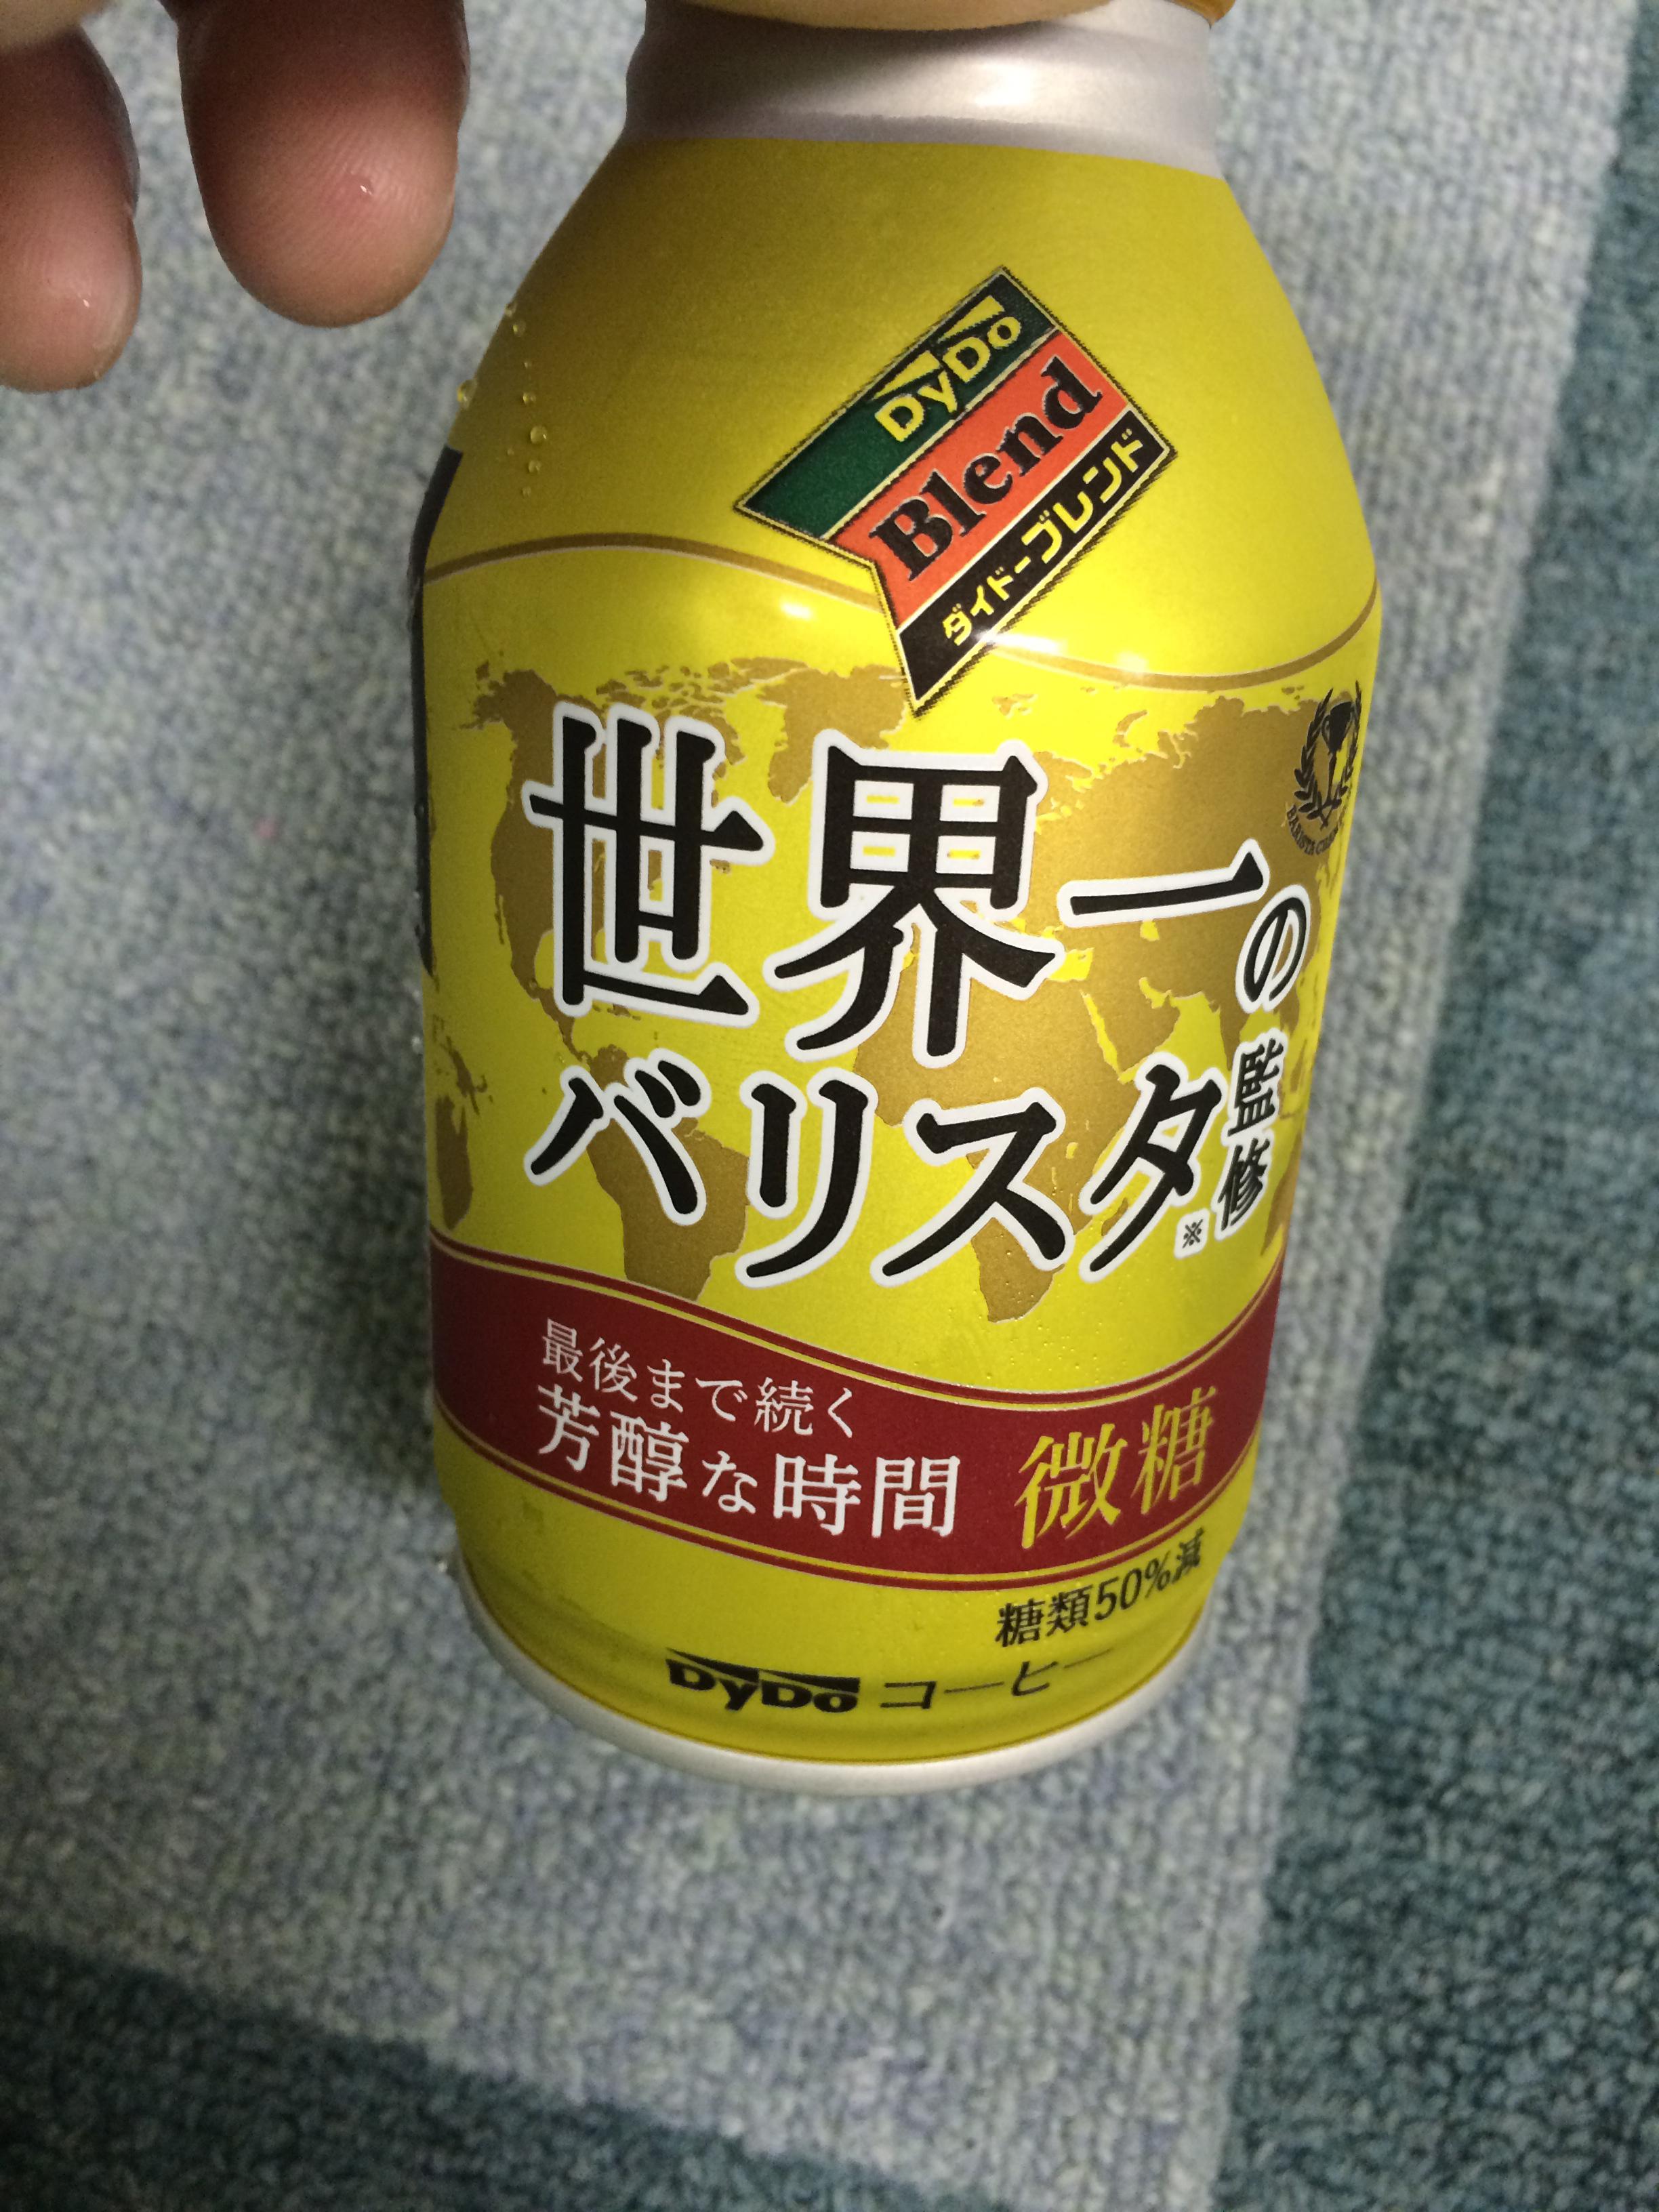 DyDo
Blend
ダイドーブレンド
世界一の
バリスタ※監修
最後まで続く
芳醇な時間 微糖
糖類50%減
DyDo コーヒー